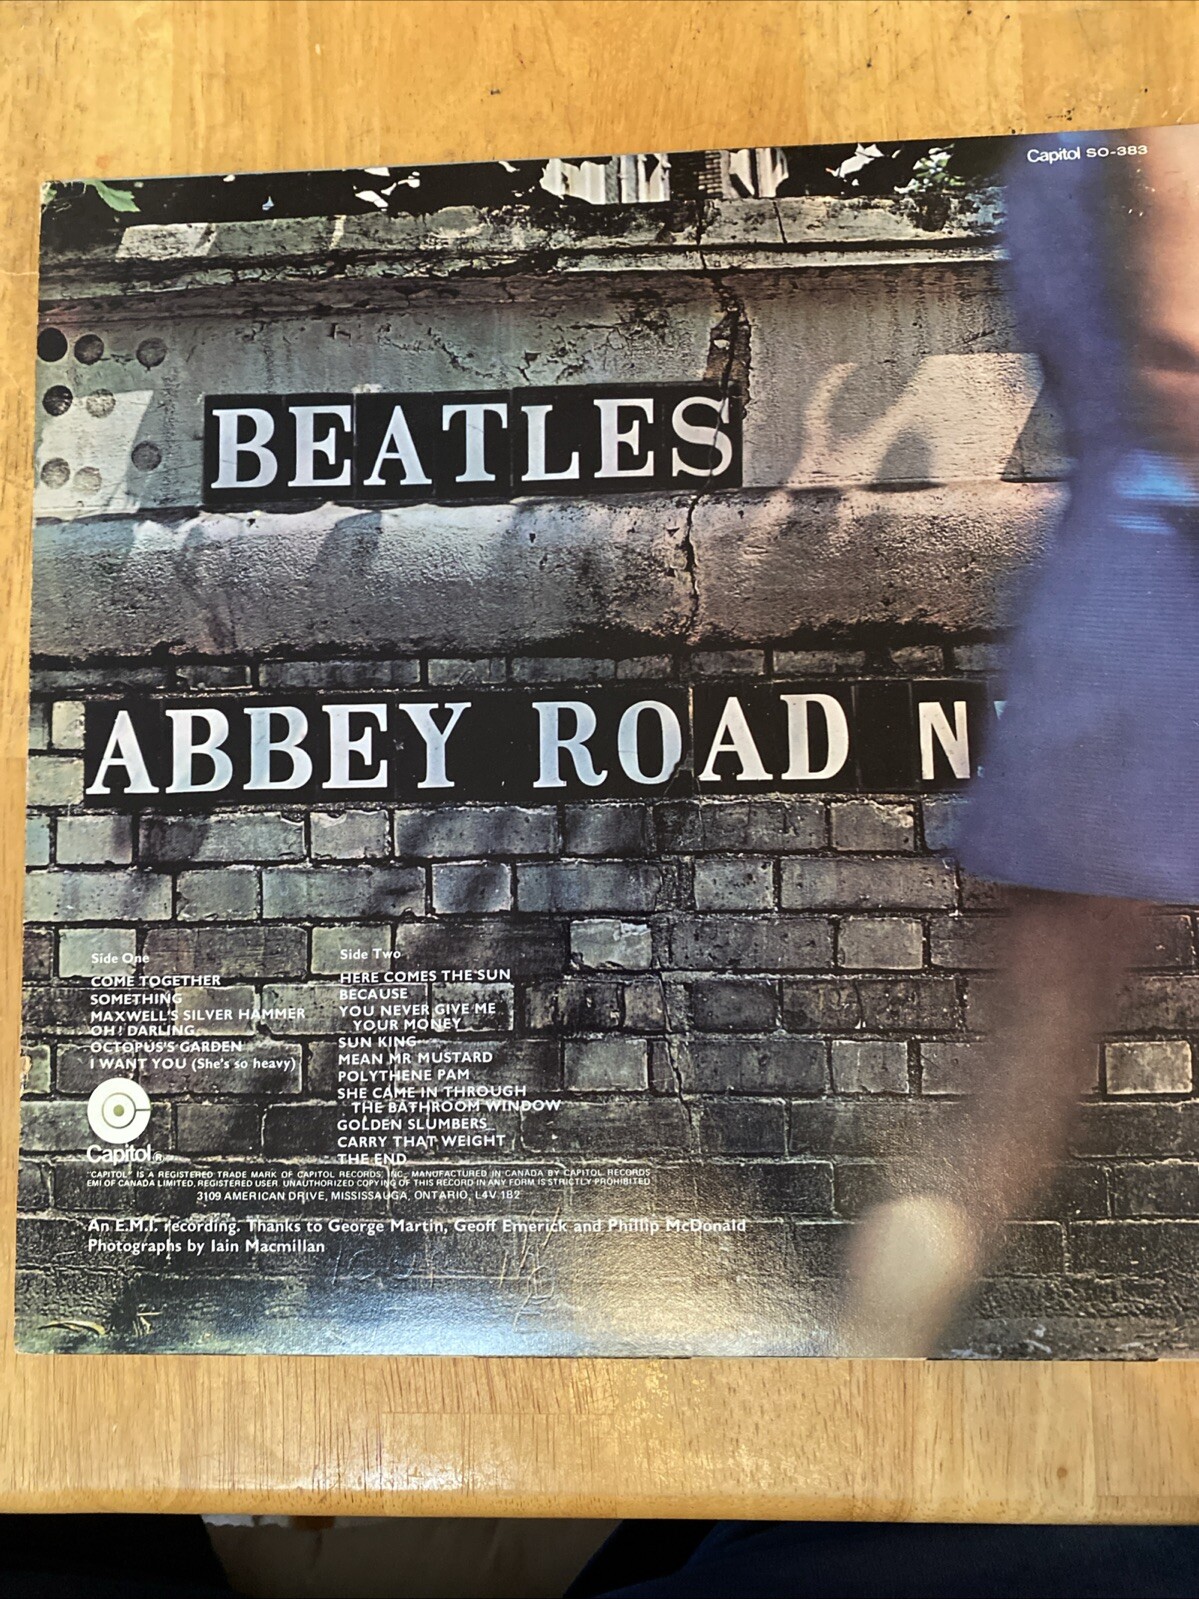 Capitol SO-383
BEATLES
ABBEY ROAD N
Side One
COME TOGETHER
SOMETHING
MAXWELL'S SILVER HAMMER
OH! DARLING
OCTOPUS'S GARDEN
I WANT YOU (She's so heavy)
Side Two
HERE COMES THE SUN
BECAUSE
YOU NEVER GIVE ME
YOUR MONEY
SUN KING
MEAN MR MUSTARD
POLYTHENE PAM
SHE CAME IN THROUGH
THE BATHROOM WINDOW
GOLDEN SLUMBERS
CARRY THAT WEIGHT
THE END
Capitol®
"CAPITOL" IS A REGISTERED TRADE MARK OF CAPITOL RECORDS, INC., MANUFACTURED IN CANADA BY CAPITOL RECORDS
EMI OF CANADA LIMITED, REGISTERED USER. UNAUTHORIZED COPYING OF THIS RECORD IN ANY FORM IS STRICTLY PROHIBITED
3109 AMERICAN DRIVE, MISSISSAUGA, ONTARIO, L4V 1B2
An E.M.I. recording. Thanks to George Martin, Geoff Emerick and Phillip McDonald
Photographs by Iain Macmillan